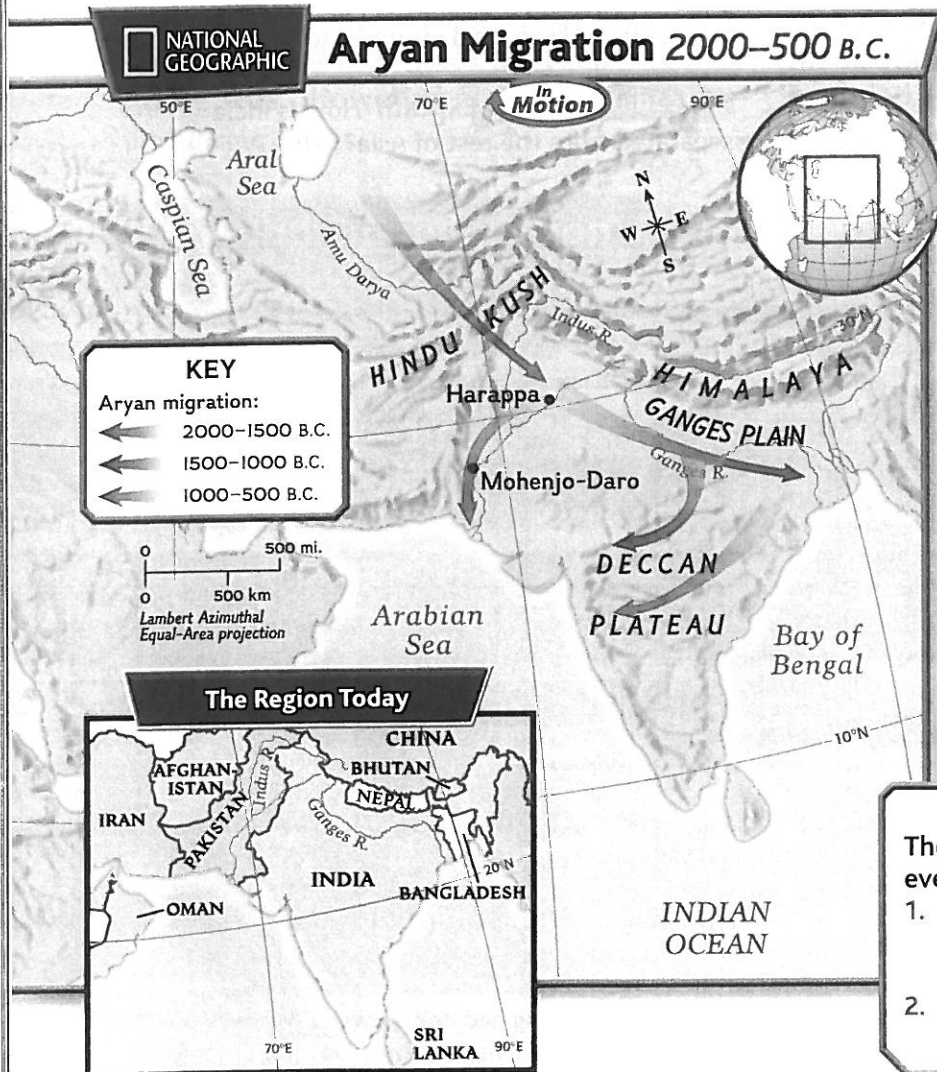 NATIONAL
GEOGRAPHIC
Aryan Migration 2000–500 B.C.
In
Motion
50°E
70°E
90°E
Aral
Sea
Caspian Sea
Amu Darya
N
W E
S
HINDU KUSH
Indus R.
30°N
HIMALAYA
KEY
Aryan migration:
2000–1500 B.C.
1500–1000 B.C.
1000–500 B.C.
Harappa
GANGES PLAIN
Ganges R.
Mohenjo-Daro
0 500 mi.
0 500 km
Lambert Azimuthal
Equal-Area projection
DECCAN
PLATEAU
Arabian
Sea
Bay of
Bengal
10°N
INDIAN
OCEAN
The Region Today
CHINA
AFGHAN-
ISTAN
Indus R.
BHUTAN
NEPAL
IRAN
PAKISTAN
Ganges R.
20°N
INDIA
BANGLADESH
OMAN
SRI
LANKA
70°E
90°E
The
eve
1.
2.